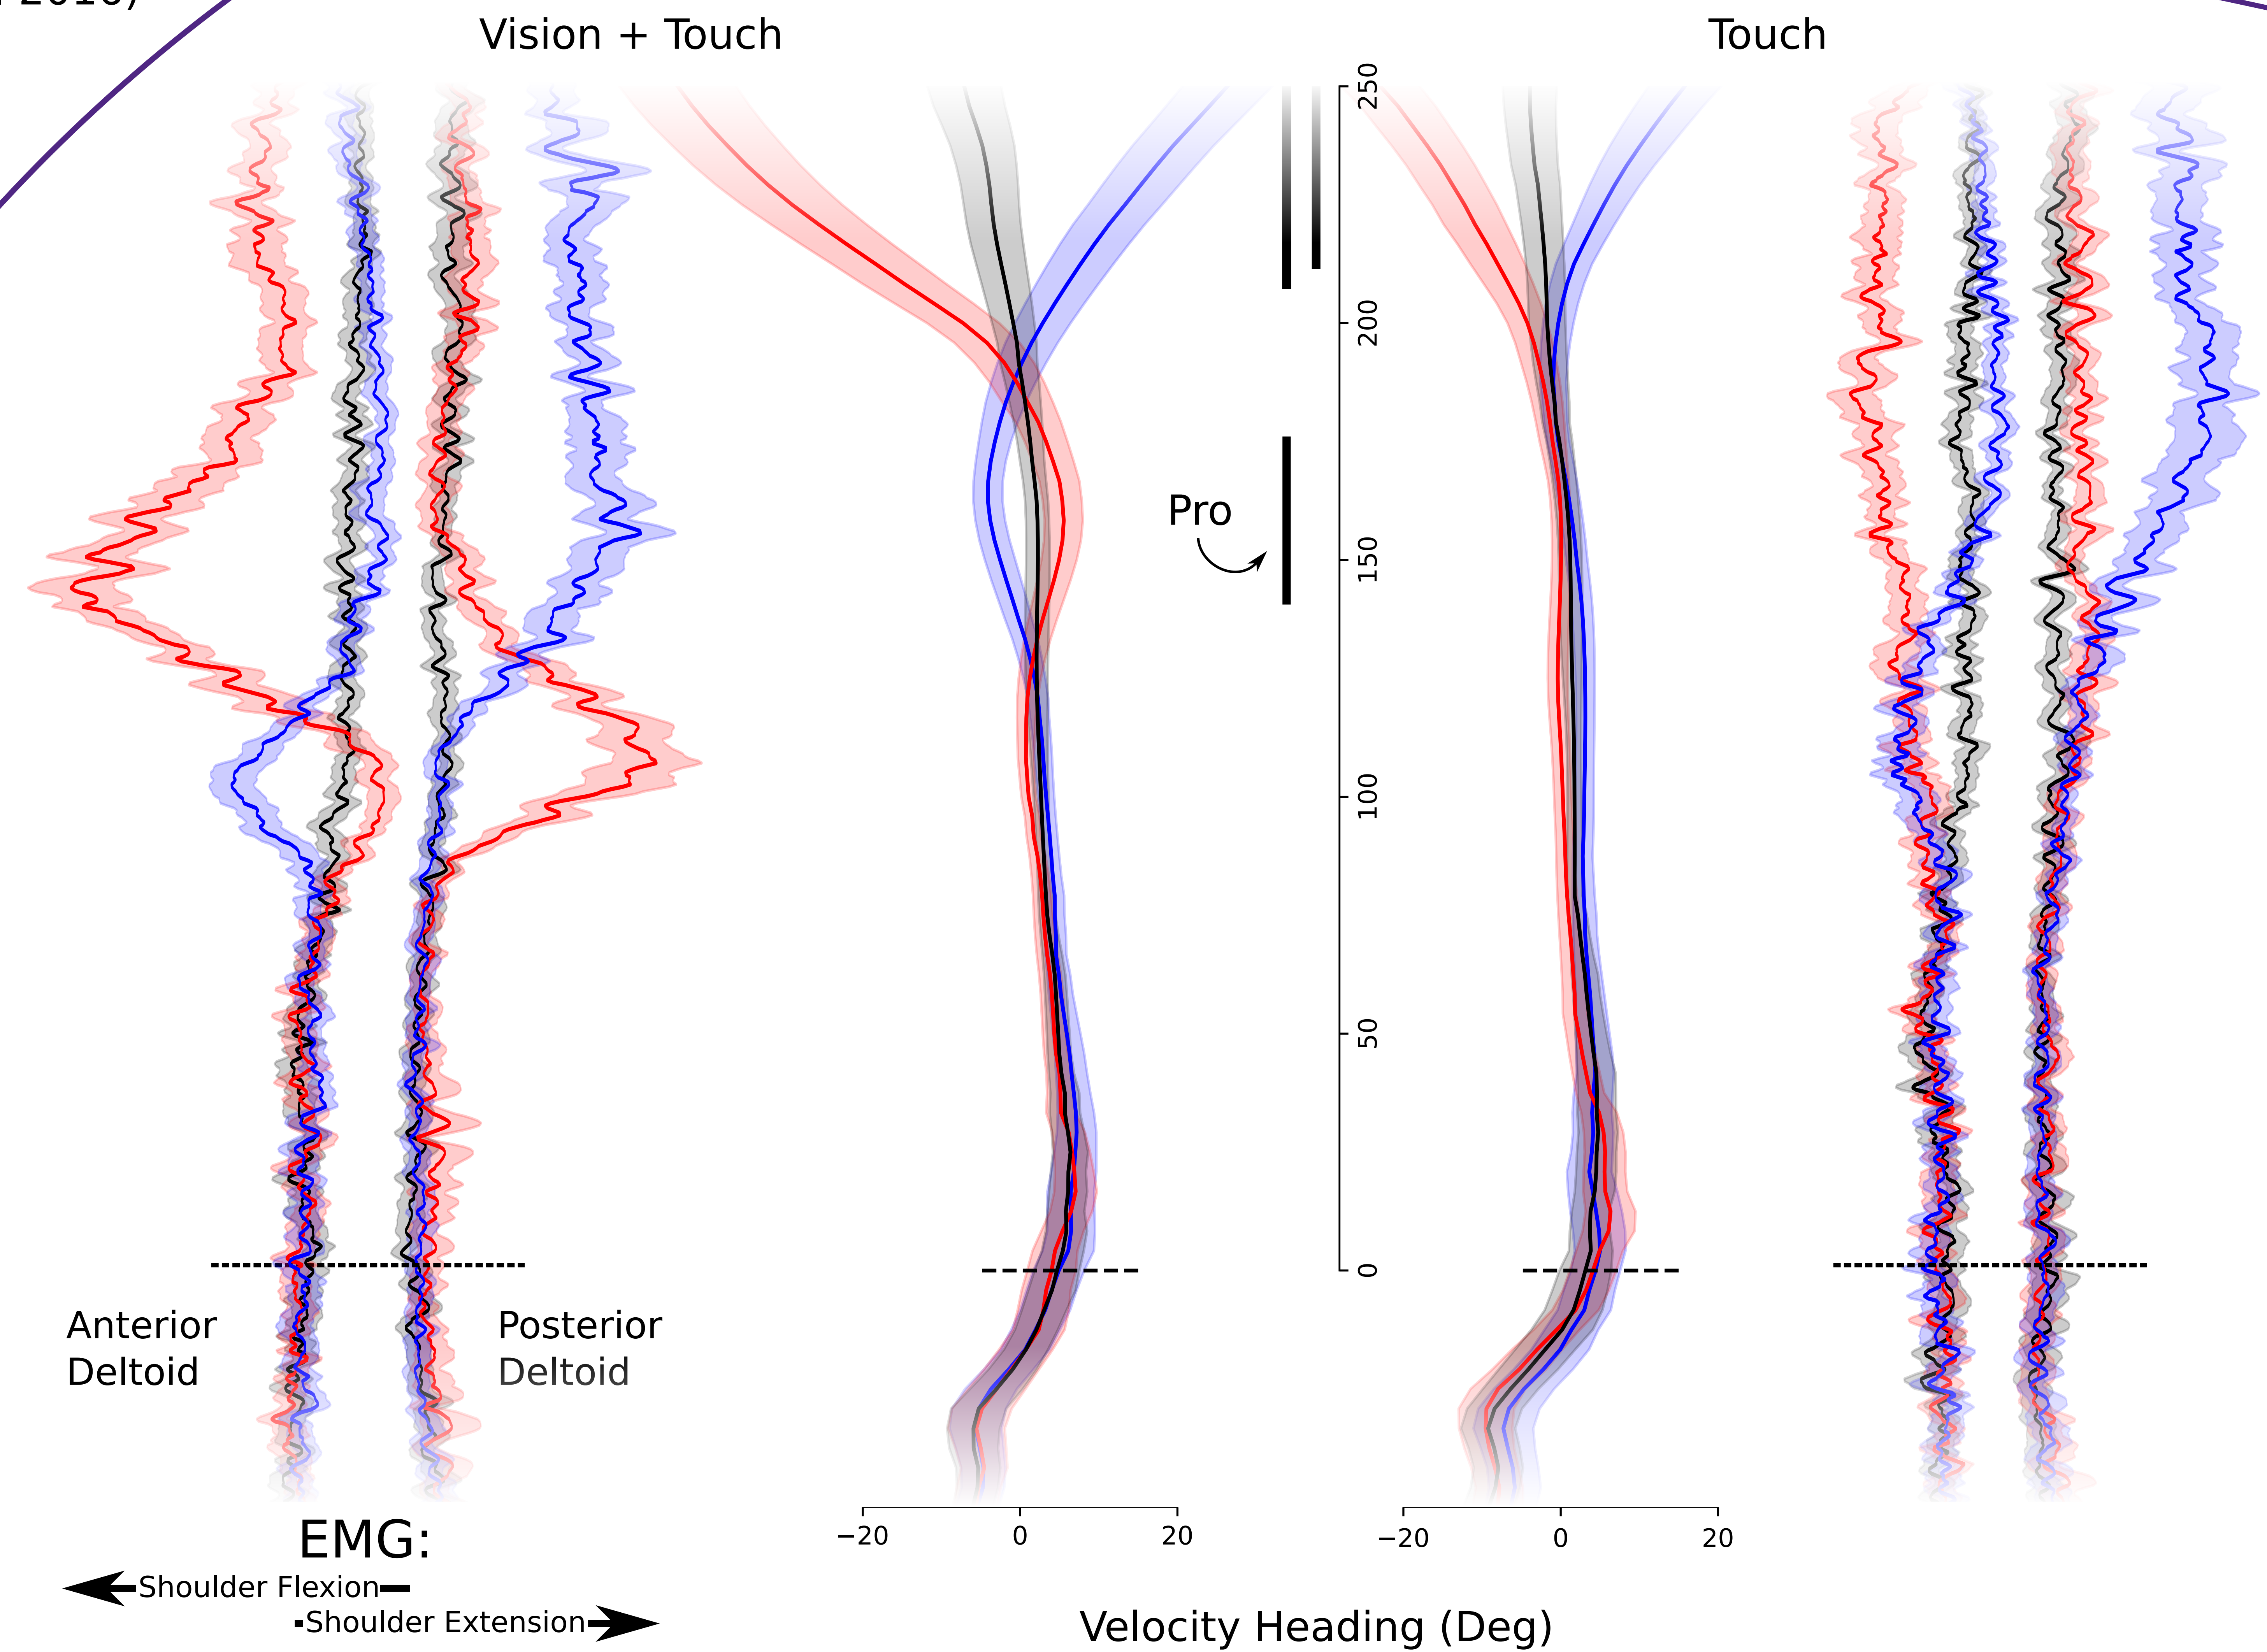 Vision + Touch
Touch
250
200
150
100
50
0
Pro
Anterior
Deltoid
Posterior
Deltoid
−20 0 20
−20 0 20
EMG:
Shoulder Flexion
Shoulder Extension
Velocity Heading (Deg)